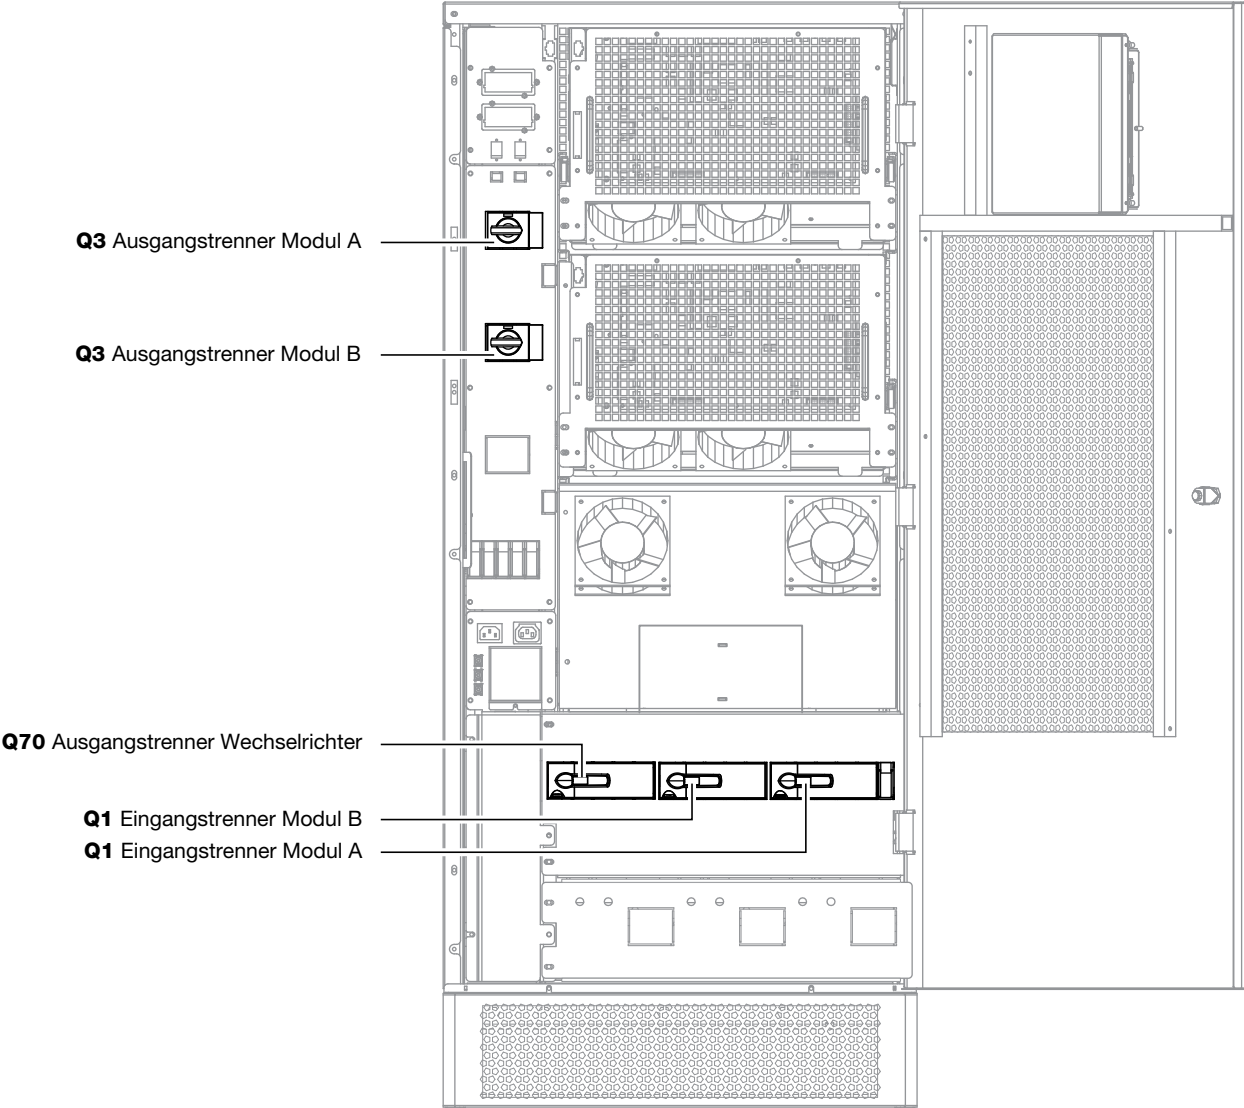 Q3 Ausgangstrenner Modul A
Q3 Ausgangstrenner Modul B
Q70 Ausgangstrenner Wechselrichter
Q1 Eingangstrenner Modul B
Q1 Eingangstrenner Modul A